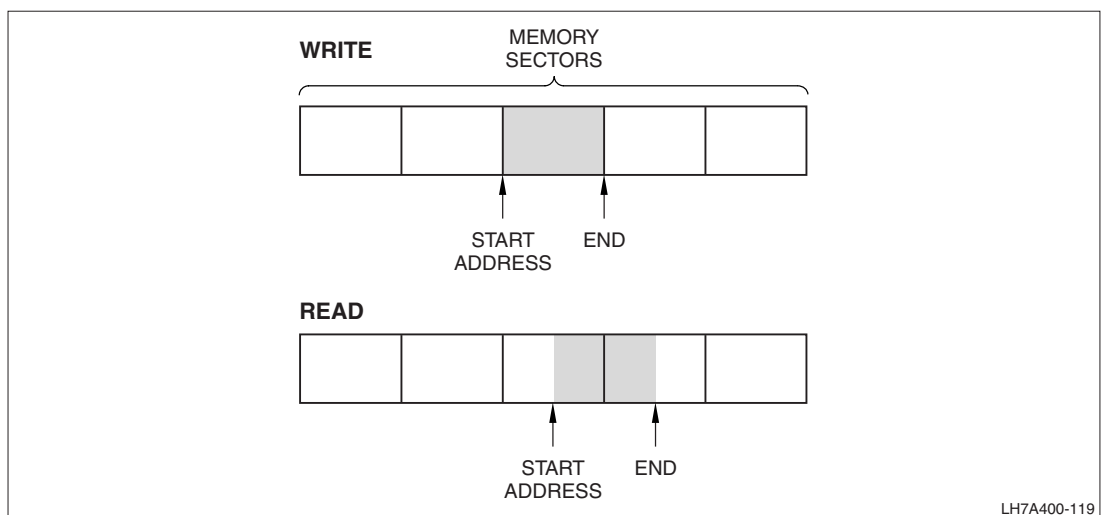 WRITE
MEMORY
SECTORS
START
ADDRESS
END
READ
START
ADDRESS
END
LH7A400-119